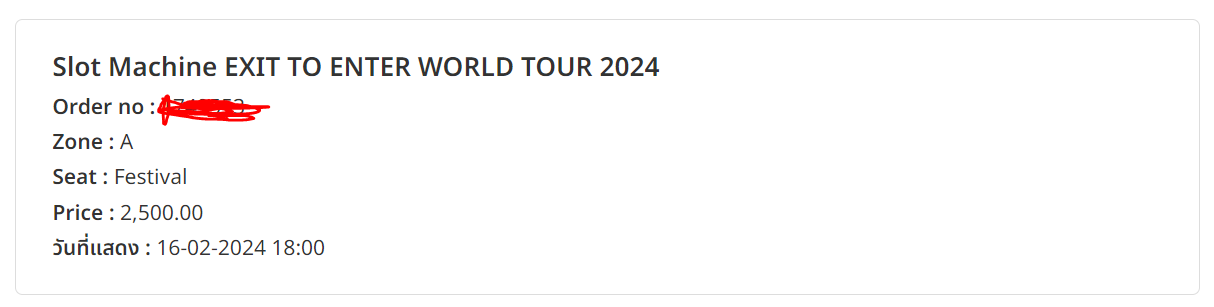 Slot Machine EXIT TO ENTER WORLD TOUR 2024
Order no :
Zone : A
Seat : Festival
Price : 2,500.00
วันที่แสดง : 16-02-2024 18:00